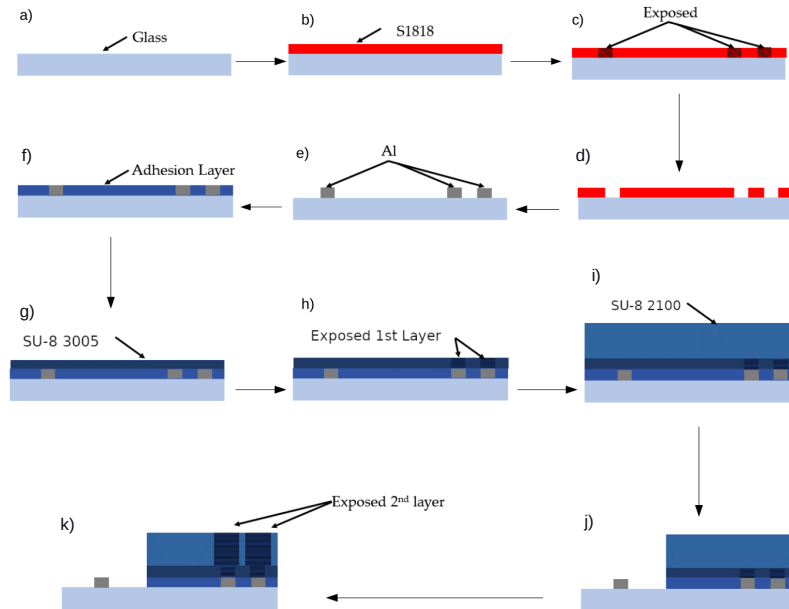 a)
Glass
b)
S1818
c)
Exposed
f)
Adhesion Layer
e)
Al
d)
g)
SU-8 3005
h)
Exposed 1st Layer
i)
SU-8 2100
k)
Exposed 2nd layer
j)